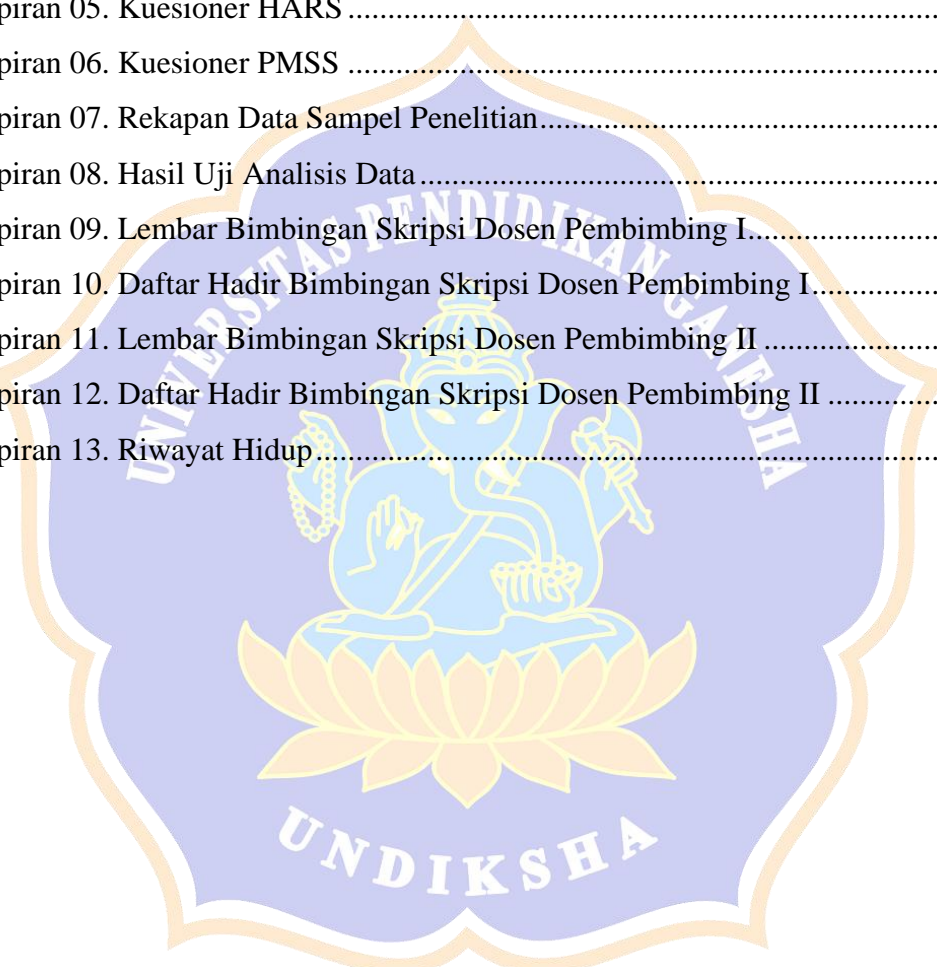 piran 05. Kuesioner HARS ........................................................................................
piran 06. Kuesioner PMSS ........................................................................................
piran 07. Rekapan Data Sampel Penelitian............................................................
piran 08. Hasil Uji Analisis Data..............................................................................
piran 09. Lembar Bimbingan Skripsi Dosen Pembimbing I............................
piran 10. Daftar Hadir Bimbingan Skripsi Dosen Pembimbing I...................
piran 11. Lembar Bimbingan Skripsi Dosen Pembimbing II ..........................
piran 12. Daftar Hadir Bimbingan Skripsi Dosen Pembimbing II .................
piran 13. Riwayat Hidup...........................................................................................
UNIVERSITAS PENDIDIKAN GANESHA
UNDIKSHA